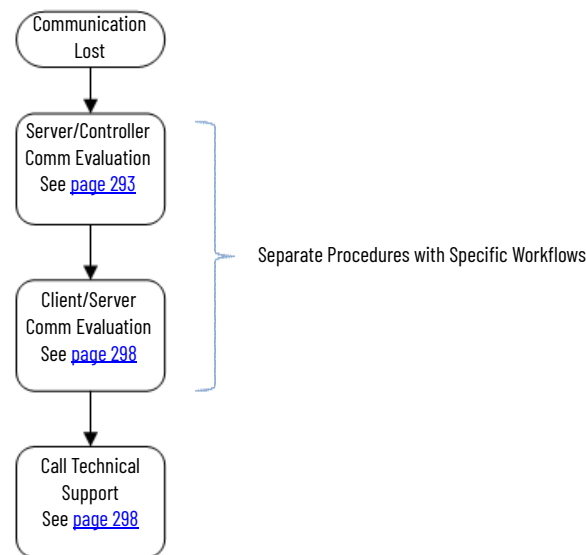 Communication
Lost
Server/Controller
Comm Evaluation
See page 293
Separate Procedures with Specific Workflows
Client/Server
Comm Evaluation
See page 298
Call Technical
Support
See page 298